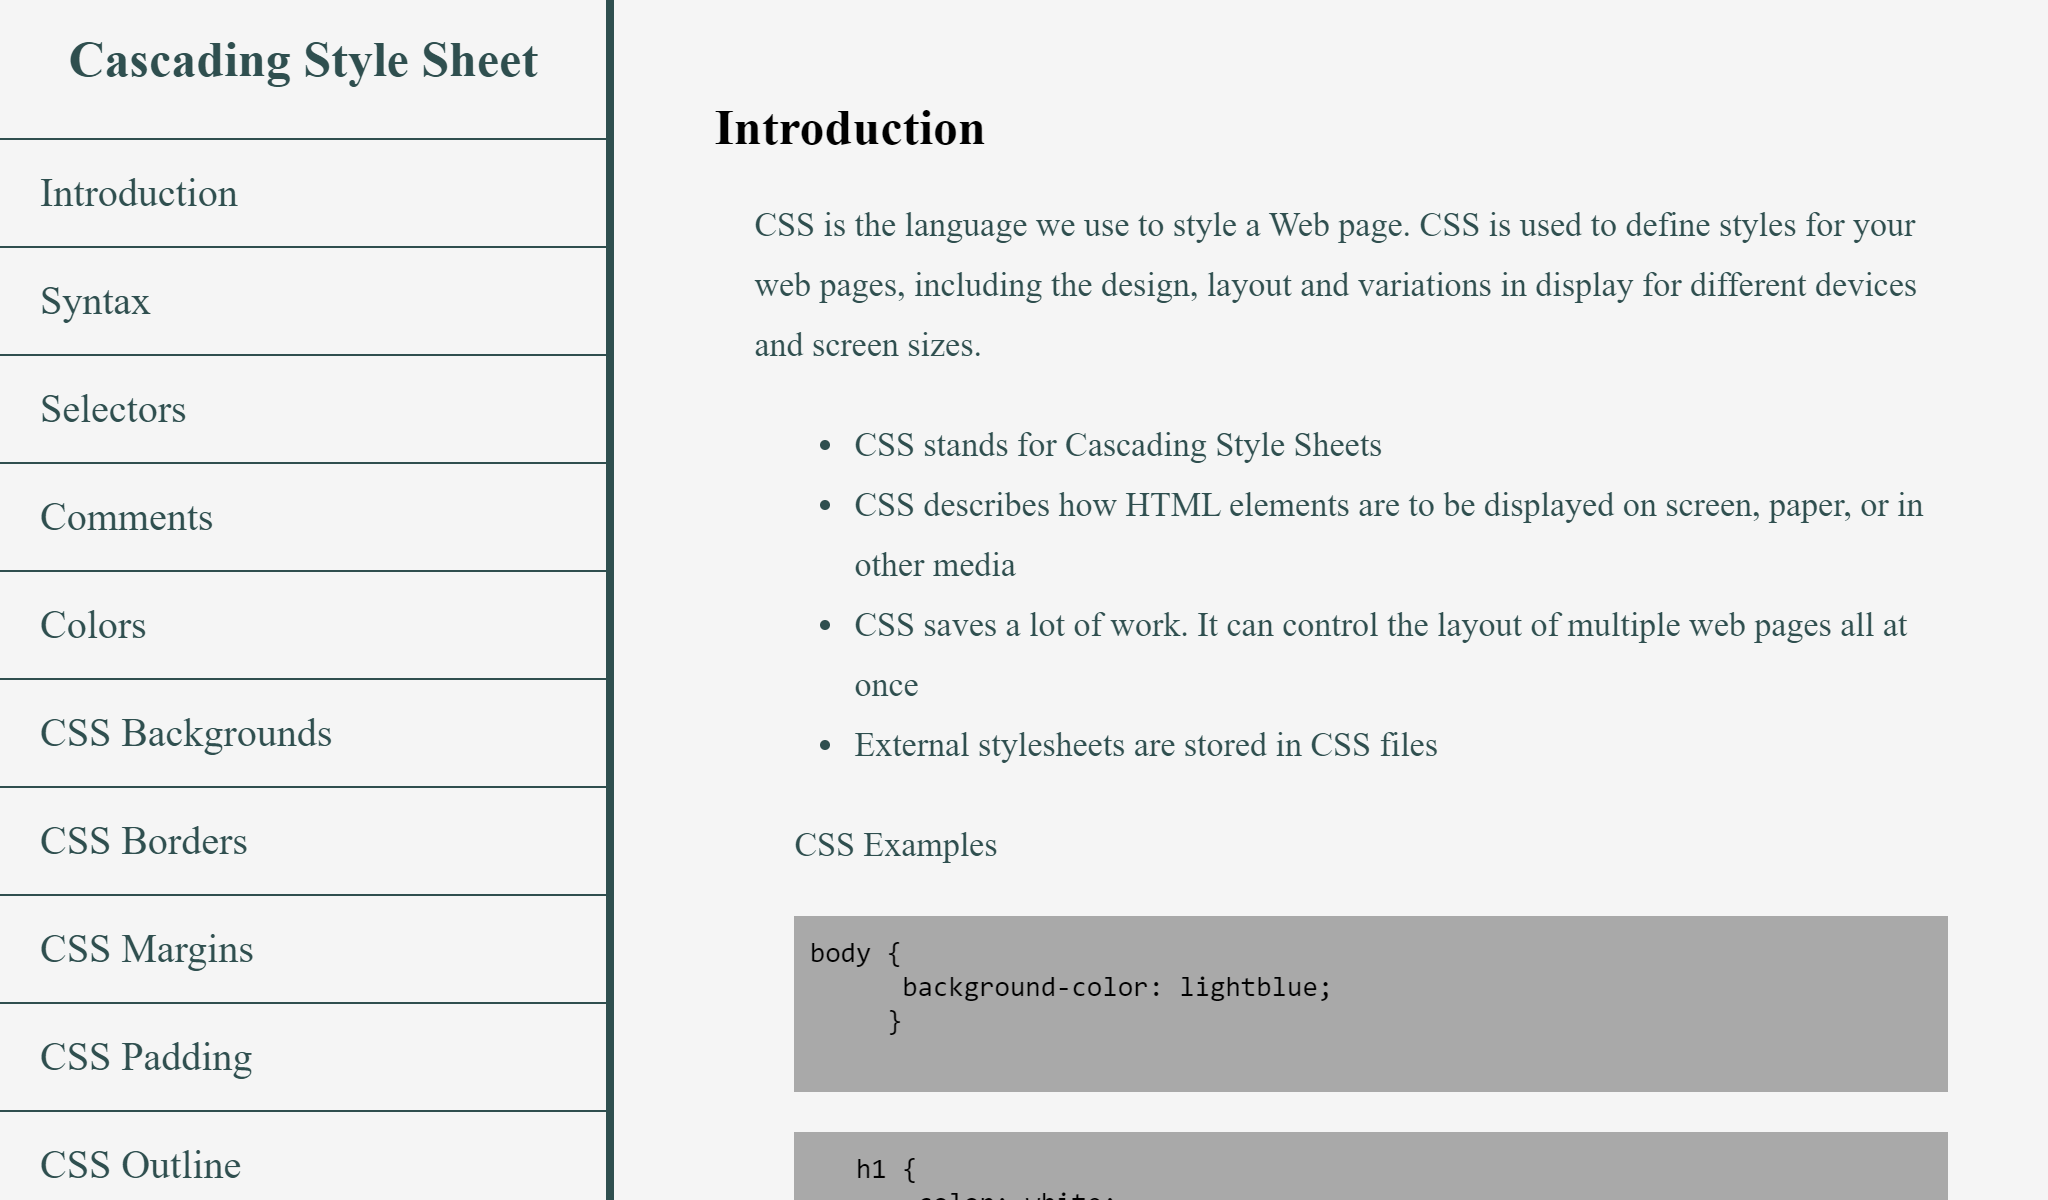 Cascading Style Sheet
Introduction
Syntax
Selectors
Comments
Colors
CSS Backgrounds
CSS Borders
CSS Margins
CSS Padding
CSS Outline
Introduction
CSS is the language we use to style a Web page. CSS is used to define styles for your
web pages, including the design, layout and variations in display for different devices
and screen sizes.
• CSS stands for Cascading Style Sheets
• CSS describes how HTML elements are to be displayed on screen, paper, or in
other media
• CSS saves a lot of work. It can control the layout of multiple web pages all at
once
• External stylesheets are stored in CSS files
CSS Examples
body {
      background-color: lightblue;
     }
   h1 {
       color: white;